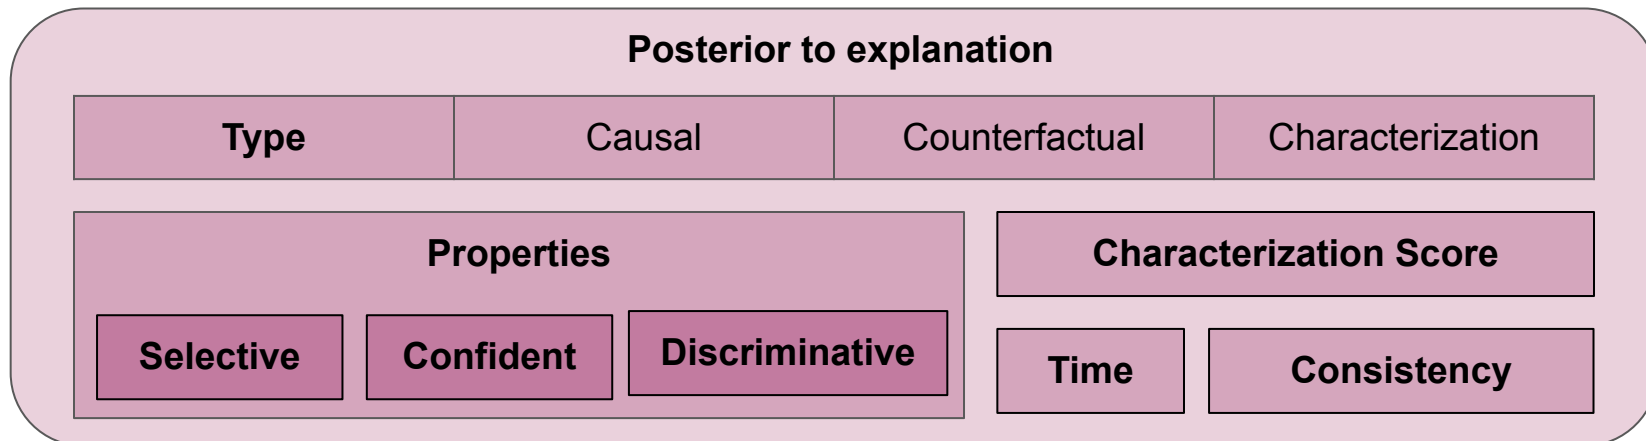 Posterior to explanation
Type Causal Counterfactual Characterization
Properties
Selective Confident Discriminative
Characterization Score
Time Consistency